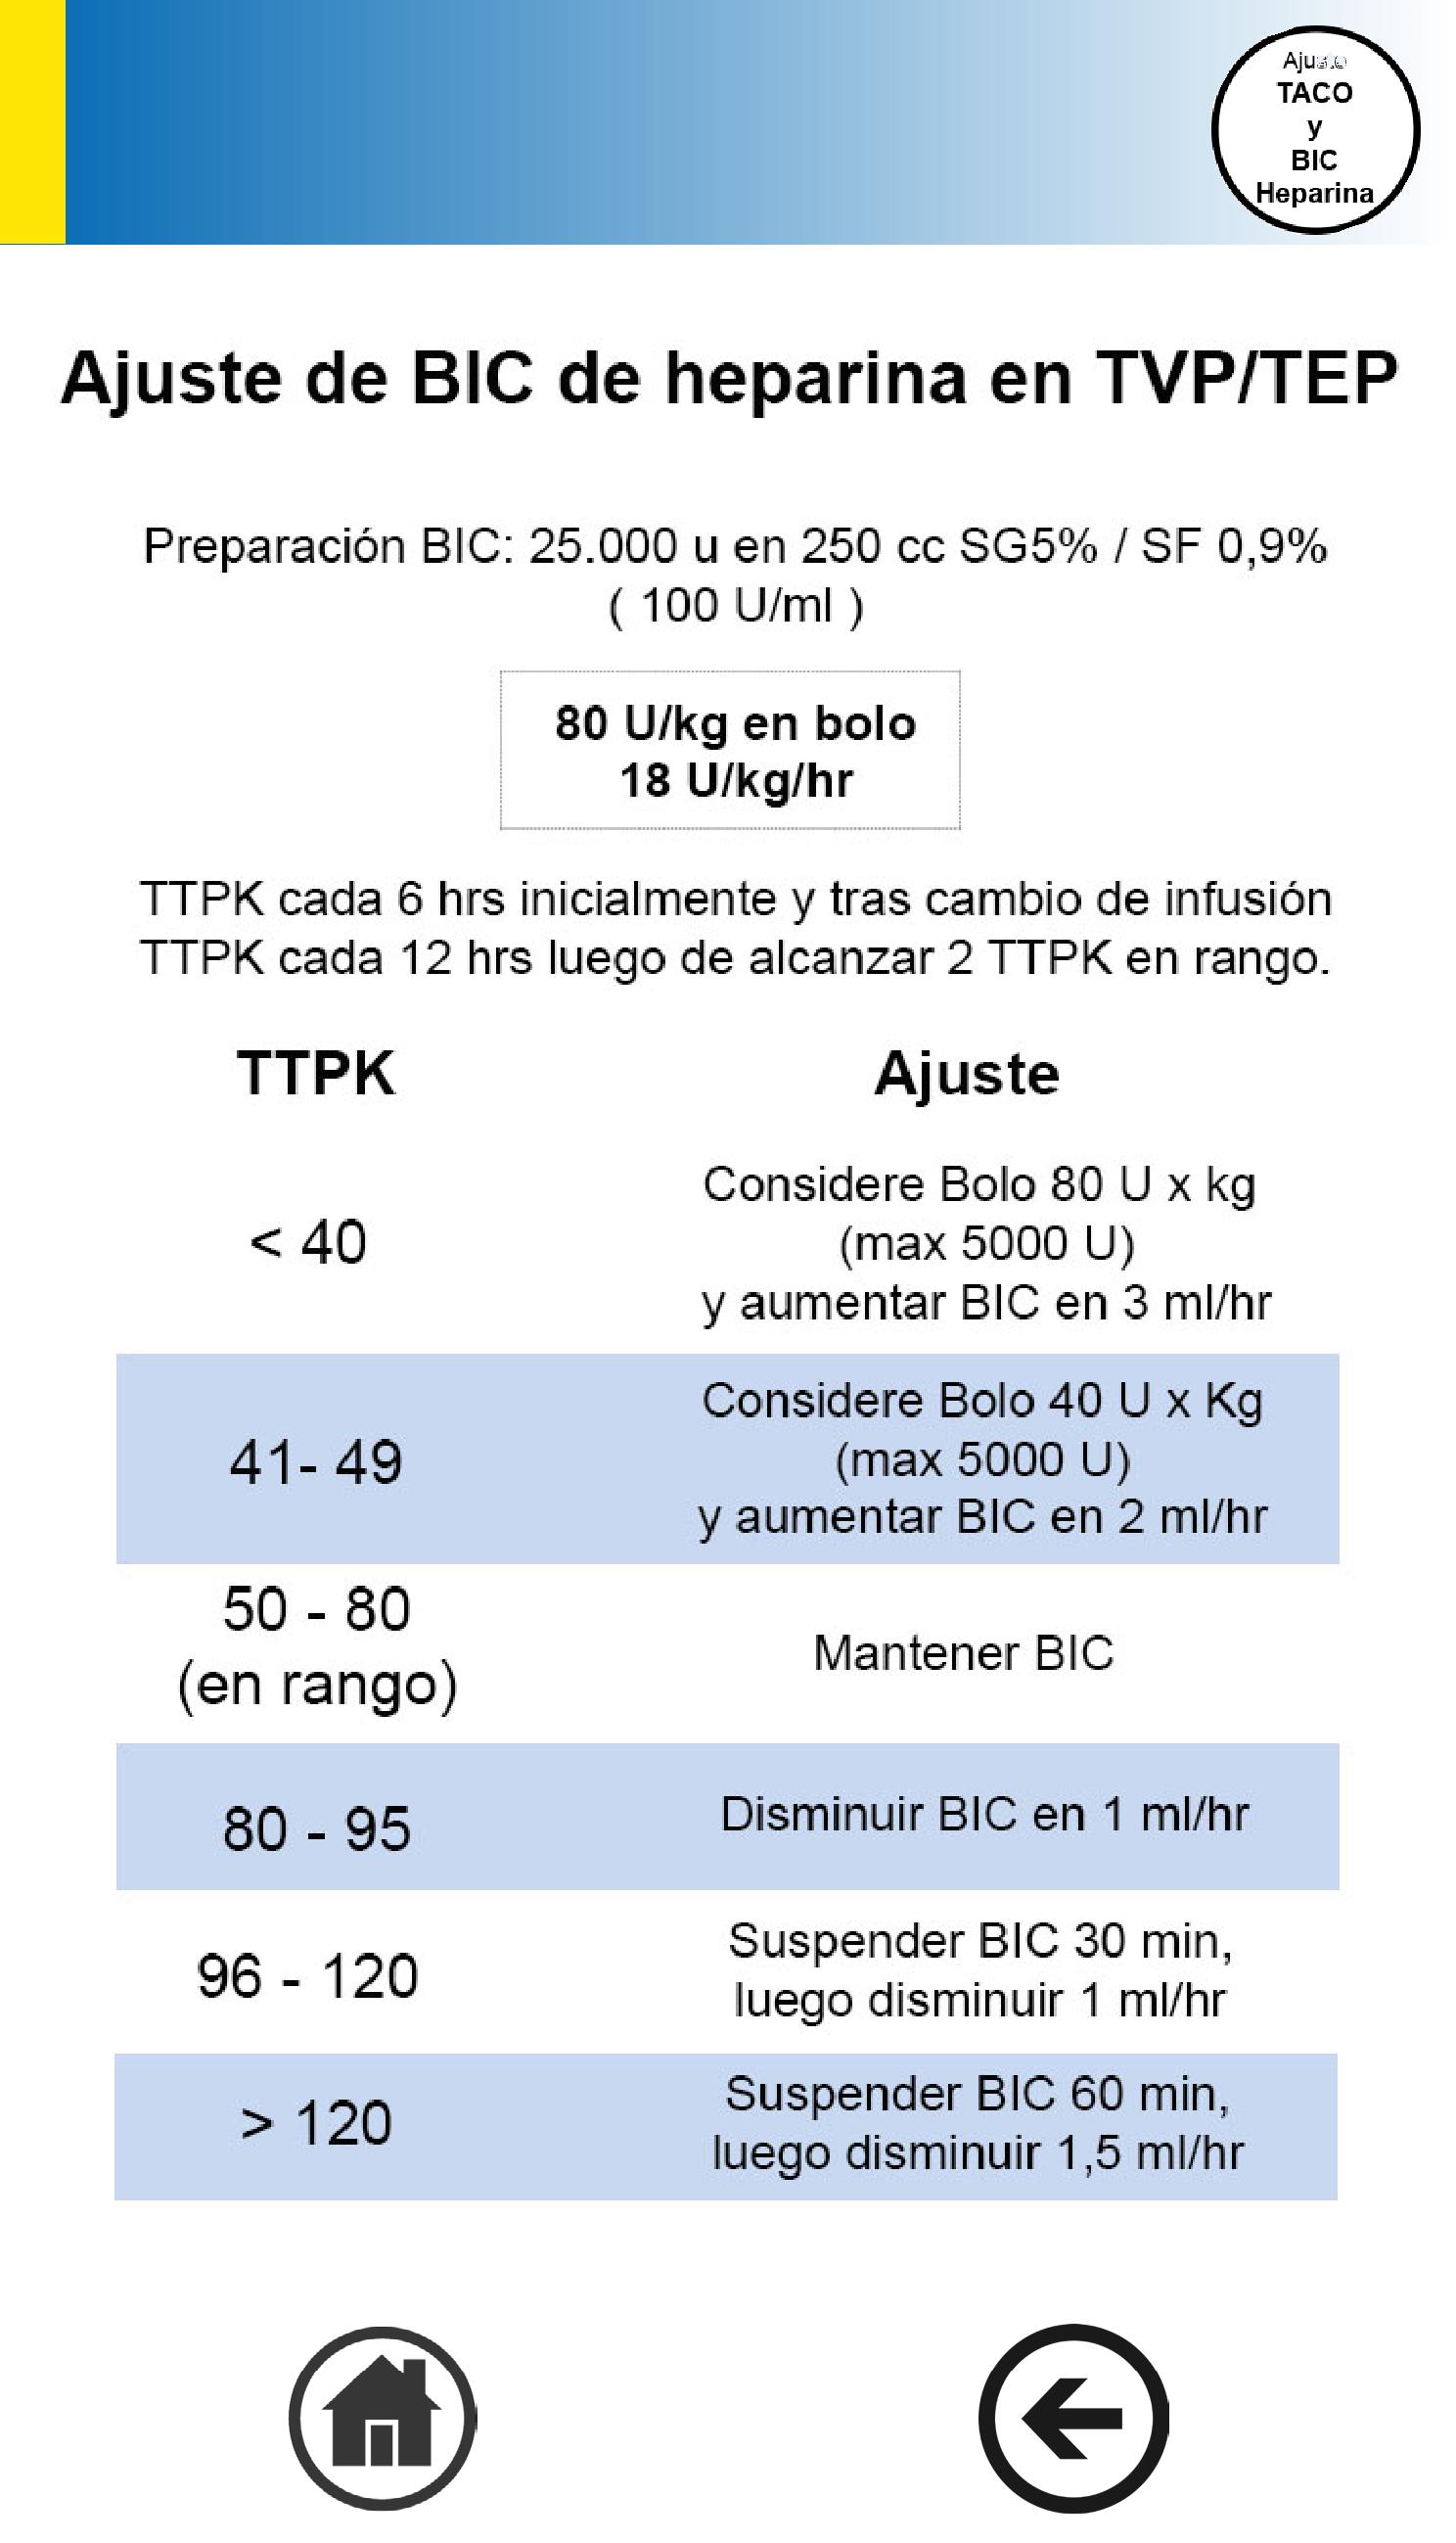 Ajuste
TACO
y
BIC
Heparina
Ajuste de BIC de heparina en TVP/TEP
Preparación BIC: 25.000 u en 250 cc SG5% / SF 0,9%
( 100 U/ml )
80 U/kg en bolo
18 U/kg/hr
TTPK cada 6 hrs inicialmente y tras cambio de infusión
TTPK cada 12 hrs luego de alcanzar 2 TTPK en rango.
TTPK Ajuste
Considere Bolo 80 U x kg
< 40 (max 5000 U)
y aumentar BIC en 3 ml/hr
Considere Bolo 40 U x Kg
41- 49 (max 5000 U)
y aumentar BIC en 2 ml/hr
50 - 80
(en rango)
Mantener BIC
80 - 95 Disminuir BIC en 1 ml/hr
96 - 120
Suspender BIC 30 min,
luego disminuir 1 ml/hr
> 120
Suspender BIC 60 min,
luego disminuir 1,5 ml/hr